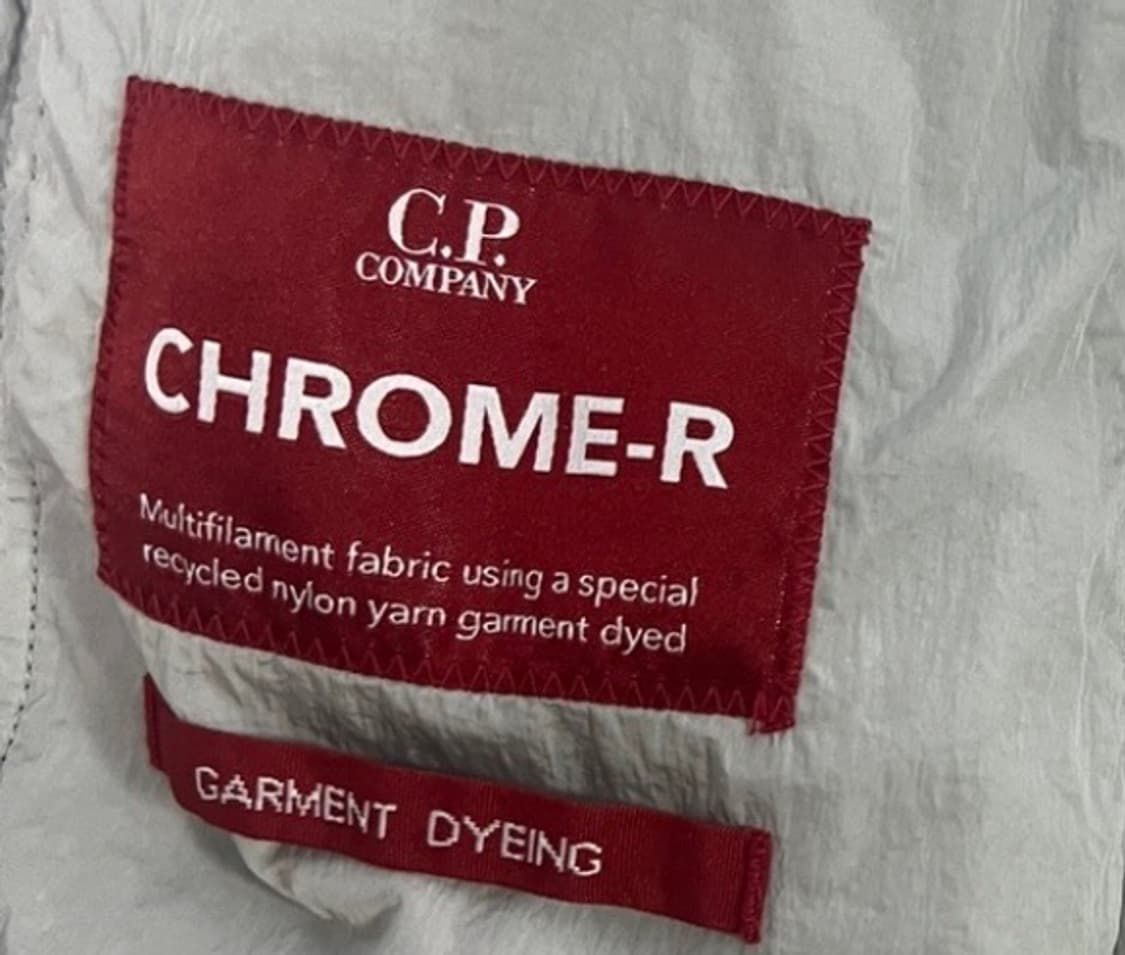 C.P.
COMPANY
CHROME-R
Multifilament fabric using a special
recycled nylon yarn garment dyed
GARMENT DYEING